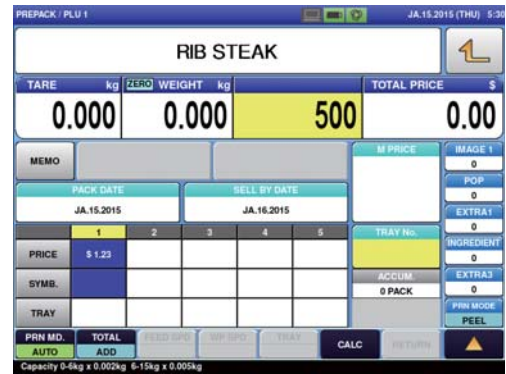 PREPACK / PLU 1 JA.15.2015 (THU) 5:30
RIB STEAK
TARE kg ZERO WEIGHT kg TOTAL PRICE $
0.000 0.000 500 0.00
MEMO M PRICE IMAGE 1
0
PACK DATE SELL BY DATE POP
JA.15.2015 JA.16.2015 0
EXTRA1
1 2 3 4 5 TRAY No. 0
PRICE $ 1.23 INGREDIENT
0
SYMB. ACCUM. EXTRA3
0 PACK 0
TRAY PRN MODE
PEEL
PRN MD. TOTAL FEED SPD WP SPD TRAY CALC RETURN
AUTO ADD
Capacity 0-6kg x 0.002kg 6-15kg x 0.005kg